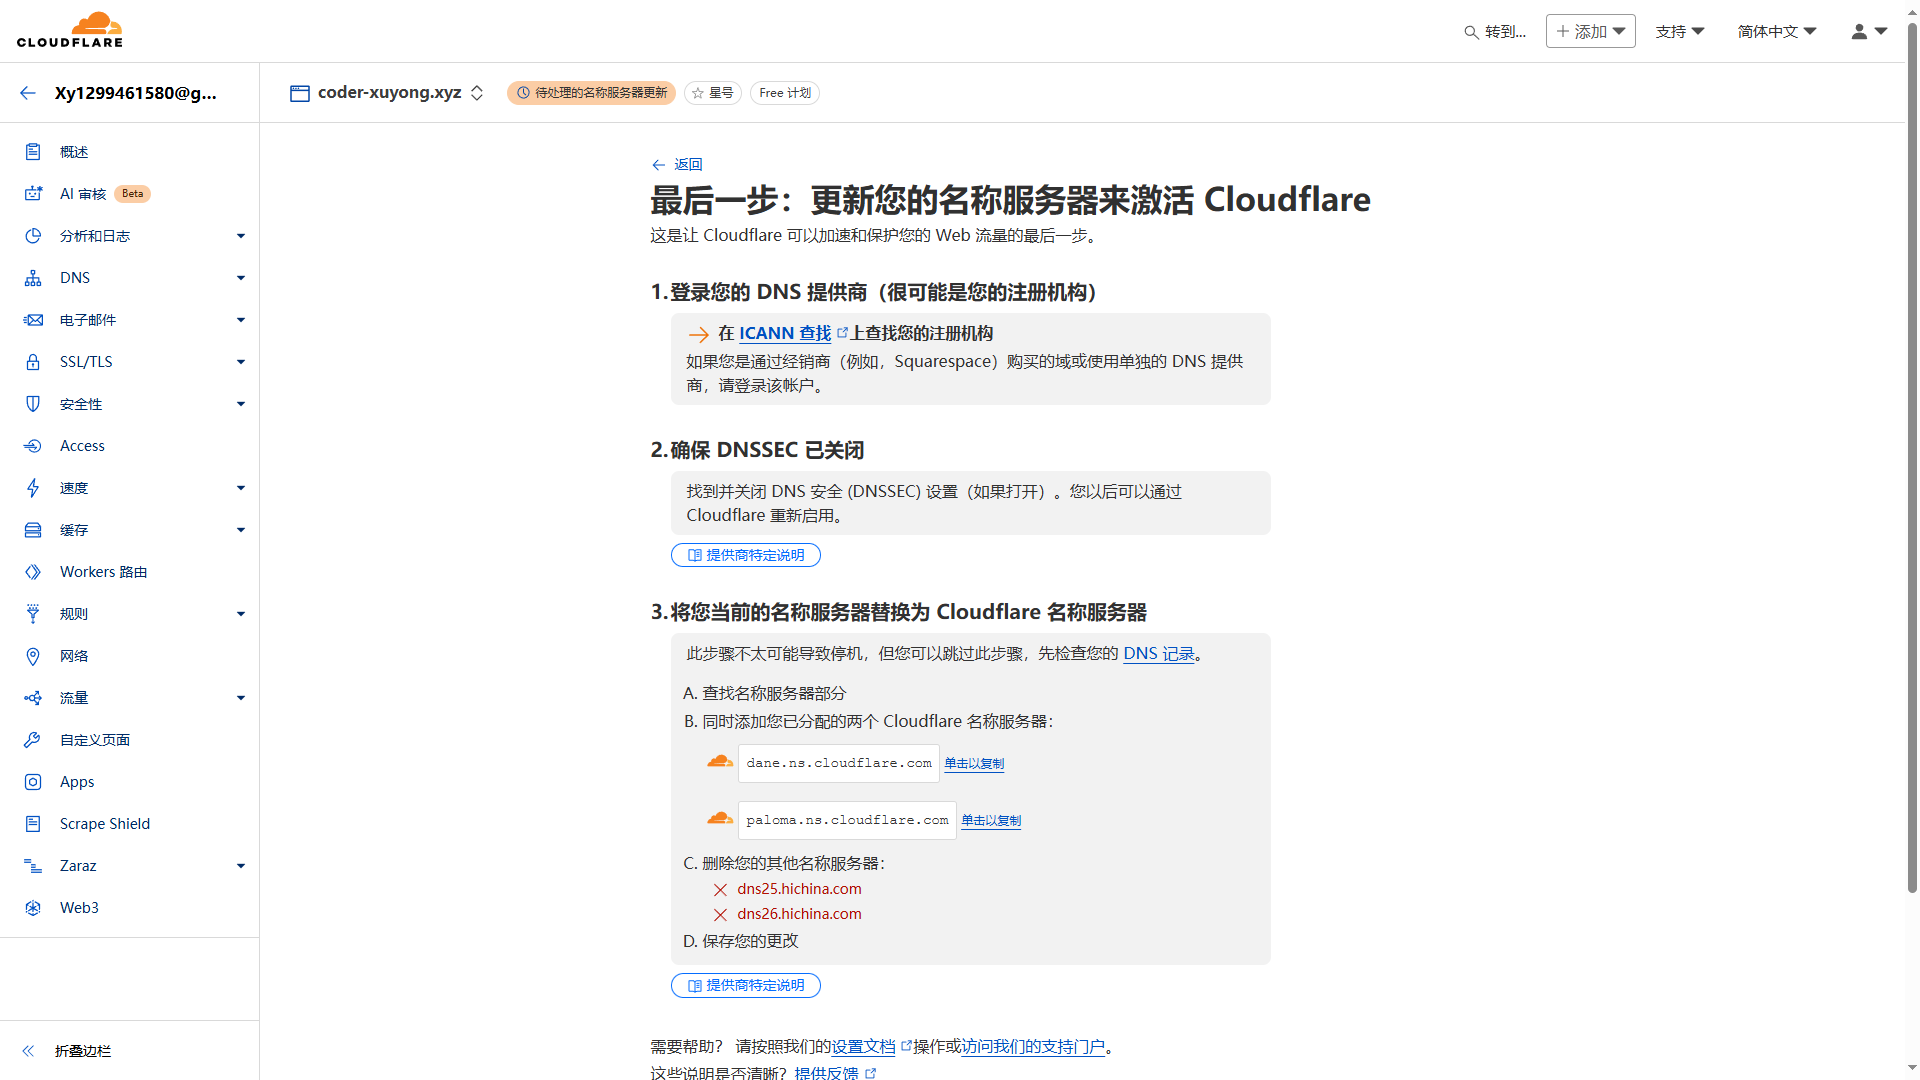 CLOUDFLARE
转到...
添加
支持
简体中文
Xy1299461580@g...
coder-xuyong.xyz
待处理的名称服务器更新
星号
Free 计划
概述
AI 审核 Beta
分析和日志
DNS
电子邮件
SSL/TLS
安全性
Access
速度
缓存
Workers 路由
规则
网络
流量
自定义页面
Apps
Scrape Shield
Zaraz
Web3
折叠边栏
返回
最后一步：更新您的名称服务器来激活 Cloudflare
这是让 Cloudflare 可以加速和保护您的 Web 流量的最后一步。
1.登录您的 DNS 提供商（很可能是您的注册机构）
在 ICANN 查找 上查找您的注册机构
如果您是通过经销商（例如，Squarespace）购买的域或使用单独的 DNS 提供
商，请登录该帐户。
2.确保 DNSSEC 已关闭
找到并关闭 DNS 安全 (DNSSEC) 设置（如果打开）。您以后可以通过
Cloudflare 重新启用。
提供商特定说明
3.将您当前的名称服务器替换为 Cloudflare 名称服务器
此步骤不太可能导致停机，但您可以跳过此步骤，先检查您的 DNS 记录。
A. 查找名称服务器部分
B. 同时添加您已分配的两个 Cloudflare 名称服务器：
dane.ns.cloudflare.com 单击以复制
paloma.ns.cloudflare.com 单击以复制
C. 删除您的其他名称服务器：
dns25.hichina.com
dns26.hichina.com
D. 保存您的更改
提供商特定说明
需要帮助？ 请按照我们的设置文档 操作或访问我们的支持门户。
这些说明是否清晰？提供反馈